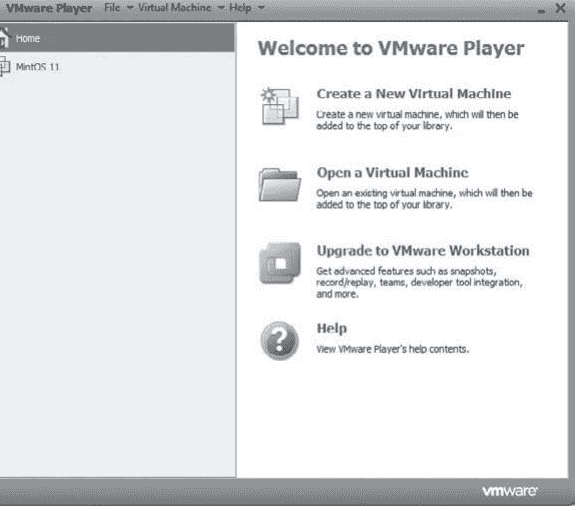 VMware Player File Virtual Machine Help
Home
MintOS 11
Welcome to VMware Player
Create a New Virtual Machine
Create a new virtual machine, which will then be
added to the top of your library.
Open a Virtual Machine
Open an existing virtual machine, which will then be
added to the top of your library.
Upgrade to VMware Workstation
Get advanced features such as snapshots,
record/replay, teams, developer tool integration,
and more.
Help
View VMware Player's help contents.
vmware